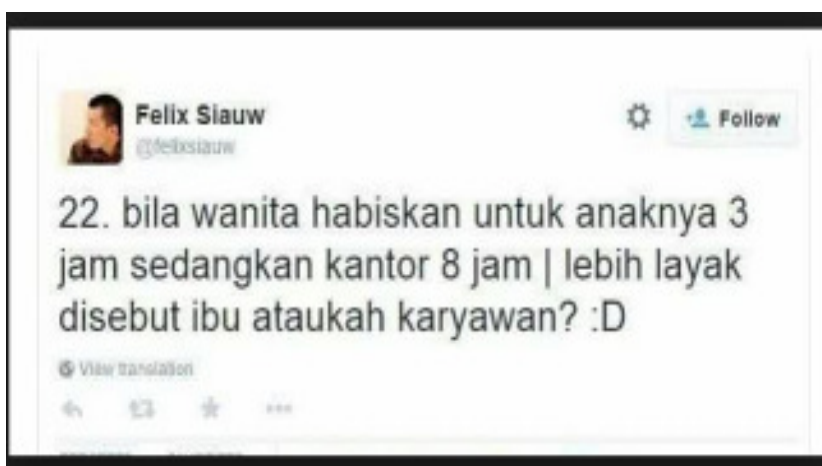 Felix Siauw
@felixsiauw
Follow
22. bila wanita habiskan untuk anaknya 3
jam sedangkan kantor 8 jam | lebih layak
disebut ibu ataukah karyawan? :D
View translation